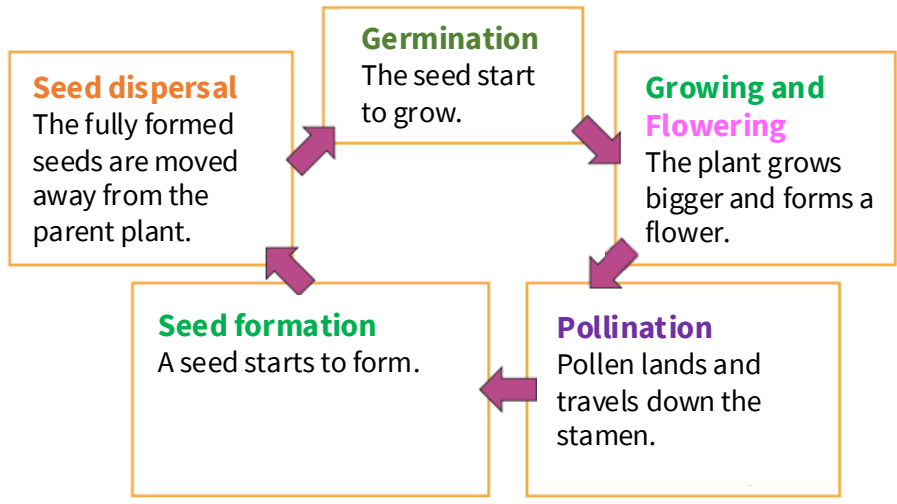 Germination
The seed start
to grow.
Growing and
Flowering
The plant grows
bigger and forms a
flower.
Pollination
Pollen lands and
travels down the
stamen.
Seed formation
A seed starts to form.
Seed dispersal
The fully formed
seeds are moved
away from the
parent plant.